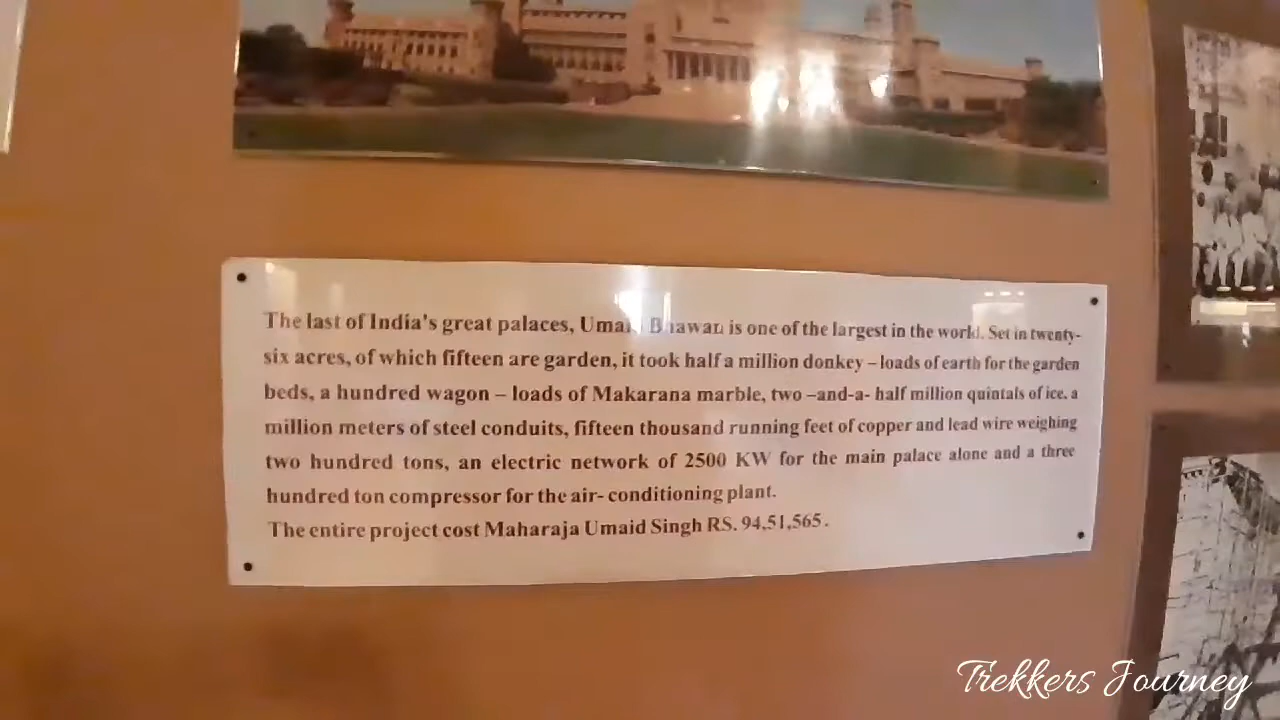 The last of India's great palaces, Umaid Bhawan is one of the largest in the world. Set in twenty-
six acres, of which fifteen are garden, it took half a million donkey – loads of earth for the garden
beds, a hundred wagon – loads of Makarana marble, two –and-a- half million quintals of ice, a
million meters of steel conduits, fifteen thousand running feet of copper and lead wire weighing
two hundred tons, an electric network of 2500 KW for the main palace alone and a three
hundred ton compressor for the air- conditioning plant.
The entire project cost Maharaja Umaid Singh RS. 94,51,565.
Trekkers Journey